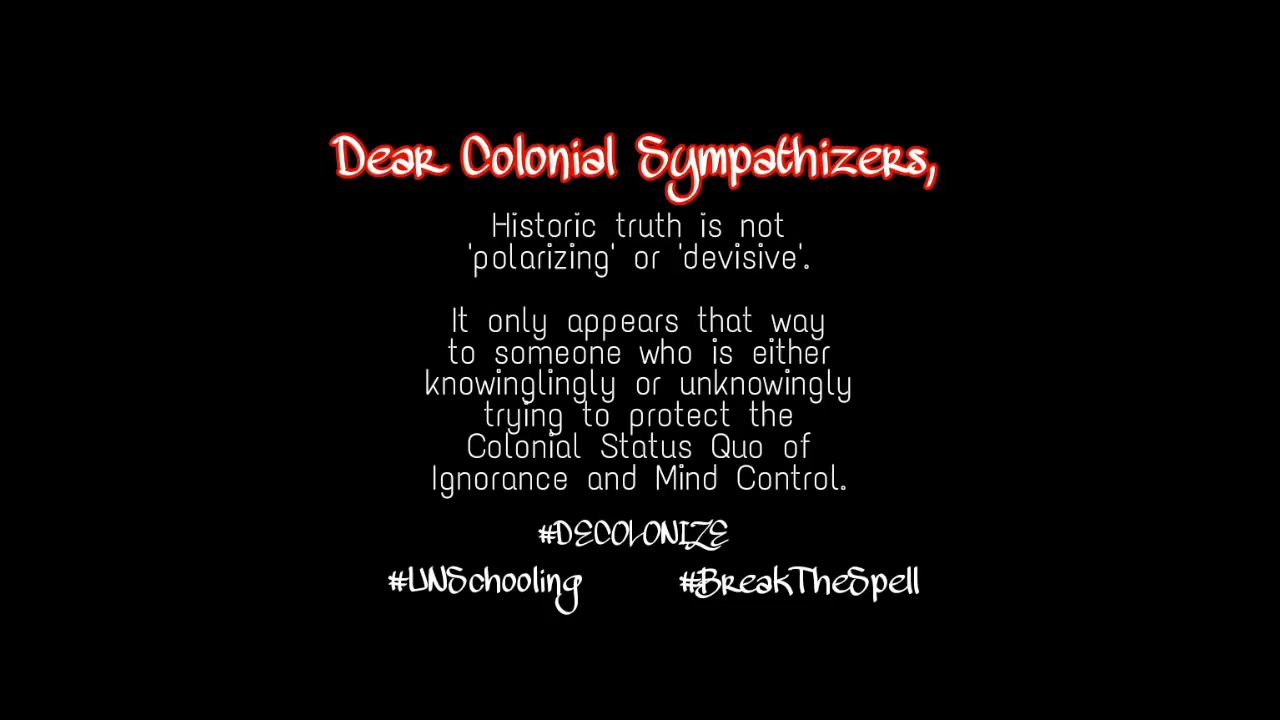 Dear Colonial Sympathizers,
Historic truth is not
'polarizing' or 'devisive'.
It only appears that way
to someone who is either
knowinglingly or unknowingly
trying to protect the
Colonial Status Quo of
Ignorance and Mind Control.
#DECOLONIZE
#UNSchooling #BreakTheSpell